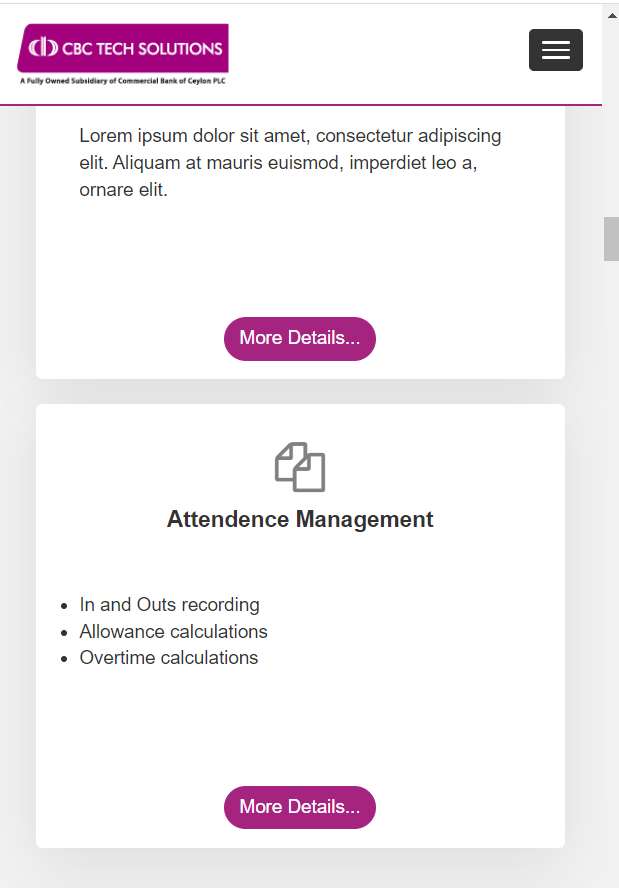 CBC TECH SOLUTIONS
A Fully Owned Subsidiary of Commercial Bank of Ceylon PLC
Lorem ipsum dolor sit amet, consectetur adipiscing
elit. Aliquam at mauris euismod, imperdiet leo a,
ornare elit.
More Details...
Attendence Management
In and Outs recording
Allowance calculations
Overtime calculations
More Details...